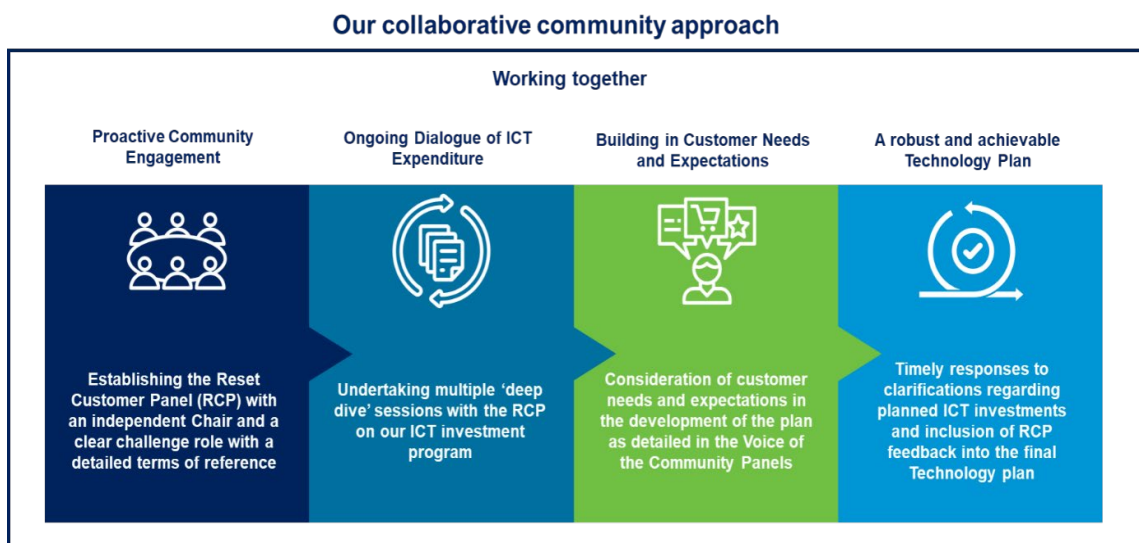 Our collaborative community approach
Working together
Proactive Community
Engagement
Establishing the Reset
Customer Panel (RCP) with
an independent Chair and a
clear challenge role with a
detailed terms of reference
Ongoing Dialogue of ICT
Expenditure
Undertaking multiple ‘deep
dive’ sessions with the RCP
on our ICT investment
program
Building in Customer Needs
and Expectations
Consideration of customer
needs and expectations in
the development of the plan
as detailed in the Voice of
the Community Panels
A robust and achievable
Technology Plan
Timely responses to
clarifications regarding
planned ICT investments
and inclusion of RCP
feedback into the final
Technology plan